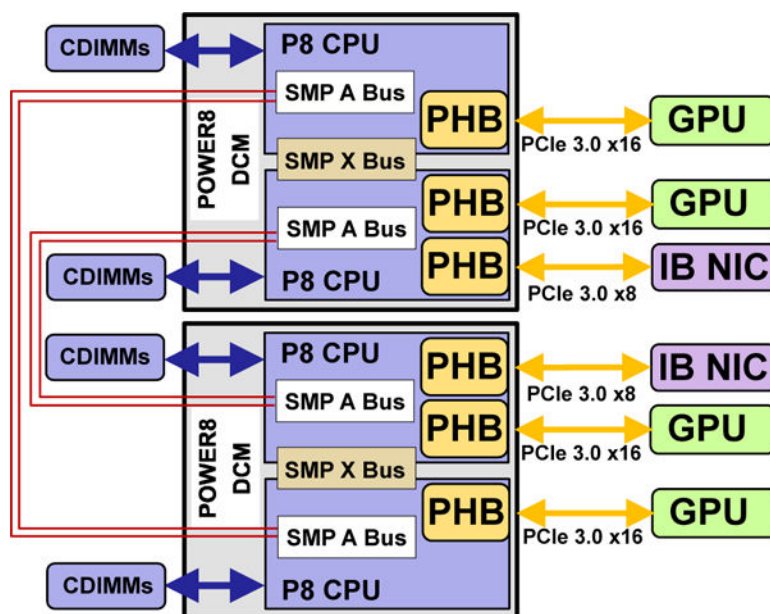 CDIMMs
P8 CPU
SMP A Bus
PHB
PCIe 3.0 x16
GPU
POWER8
DCM
SMP X Bus
PHB
PCIe 3.0 x16
GPU
SMP A Bus
PHB
PCIe 3.0 x8
IB NIC
CDIMMs
P8 CPU
CDIMMs
P8 CPU
PHB
PCIe 3.0 x8
IB NIC
SMP A Bus
PHB
PCIe 3.0 x16
GPU
POWER8
DCM
SMP X Bus
PHB
PCIe 3.0 x16
GPU
SMP A Bus
CDIMMs
P8 CPU